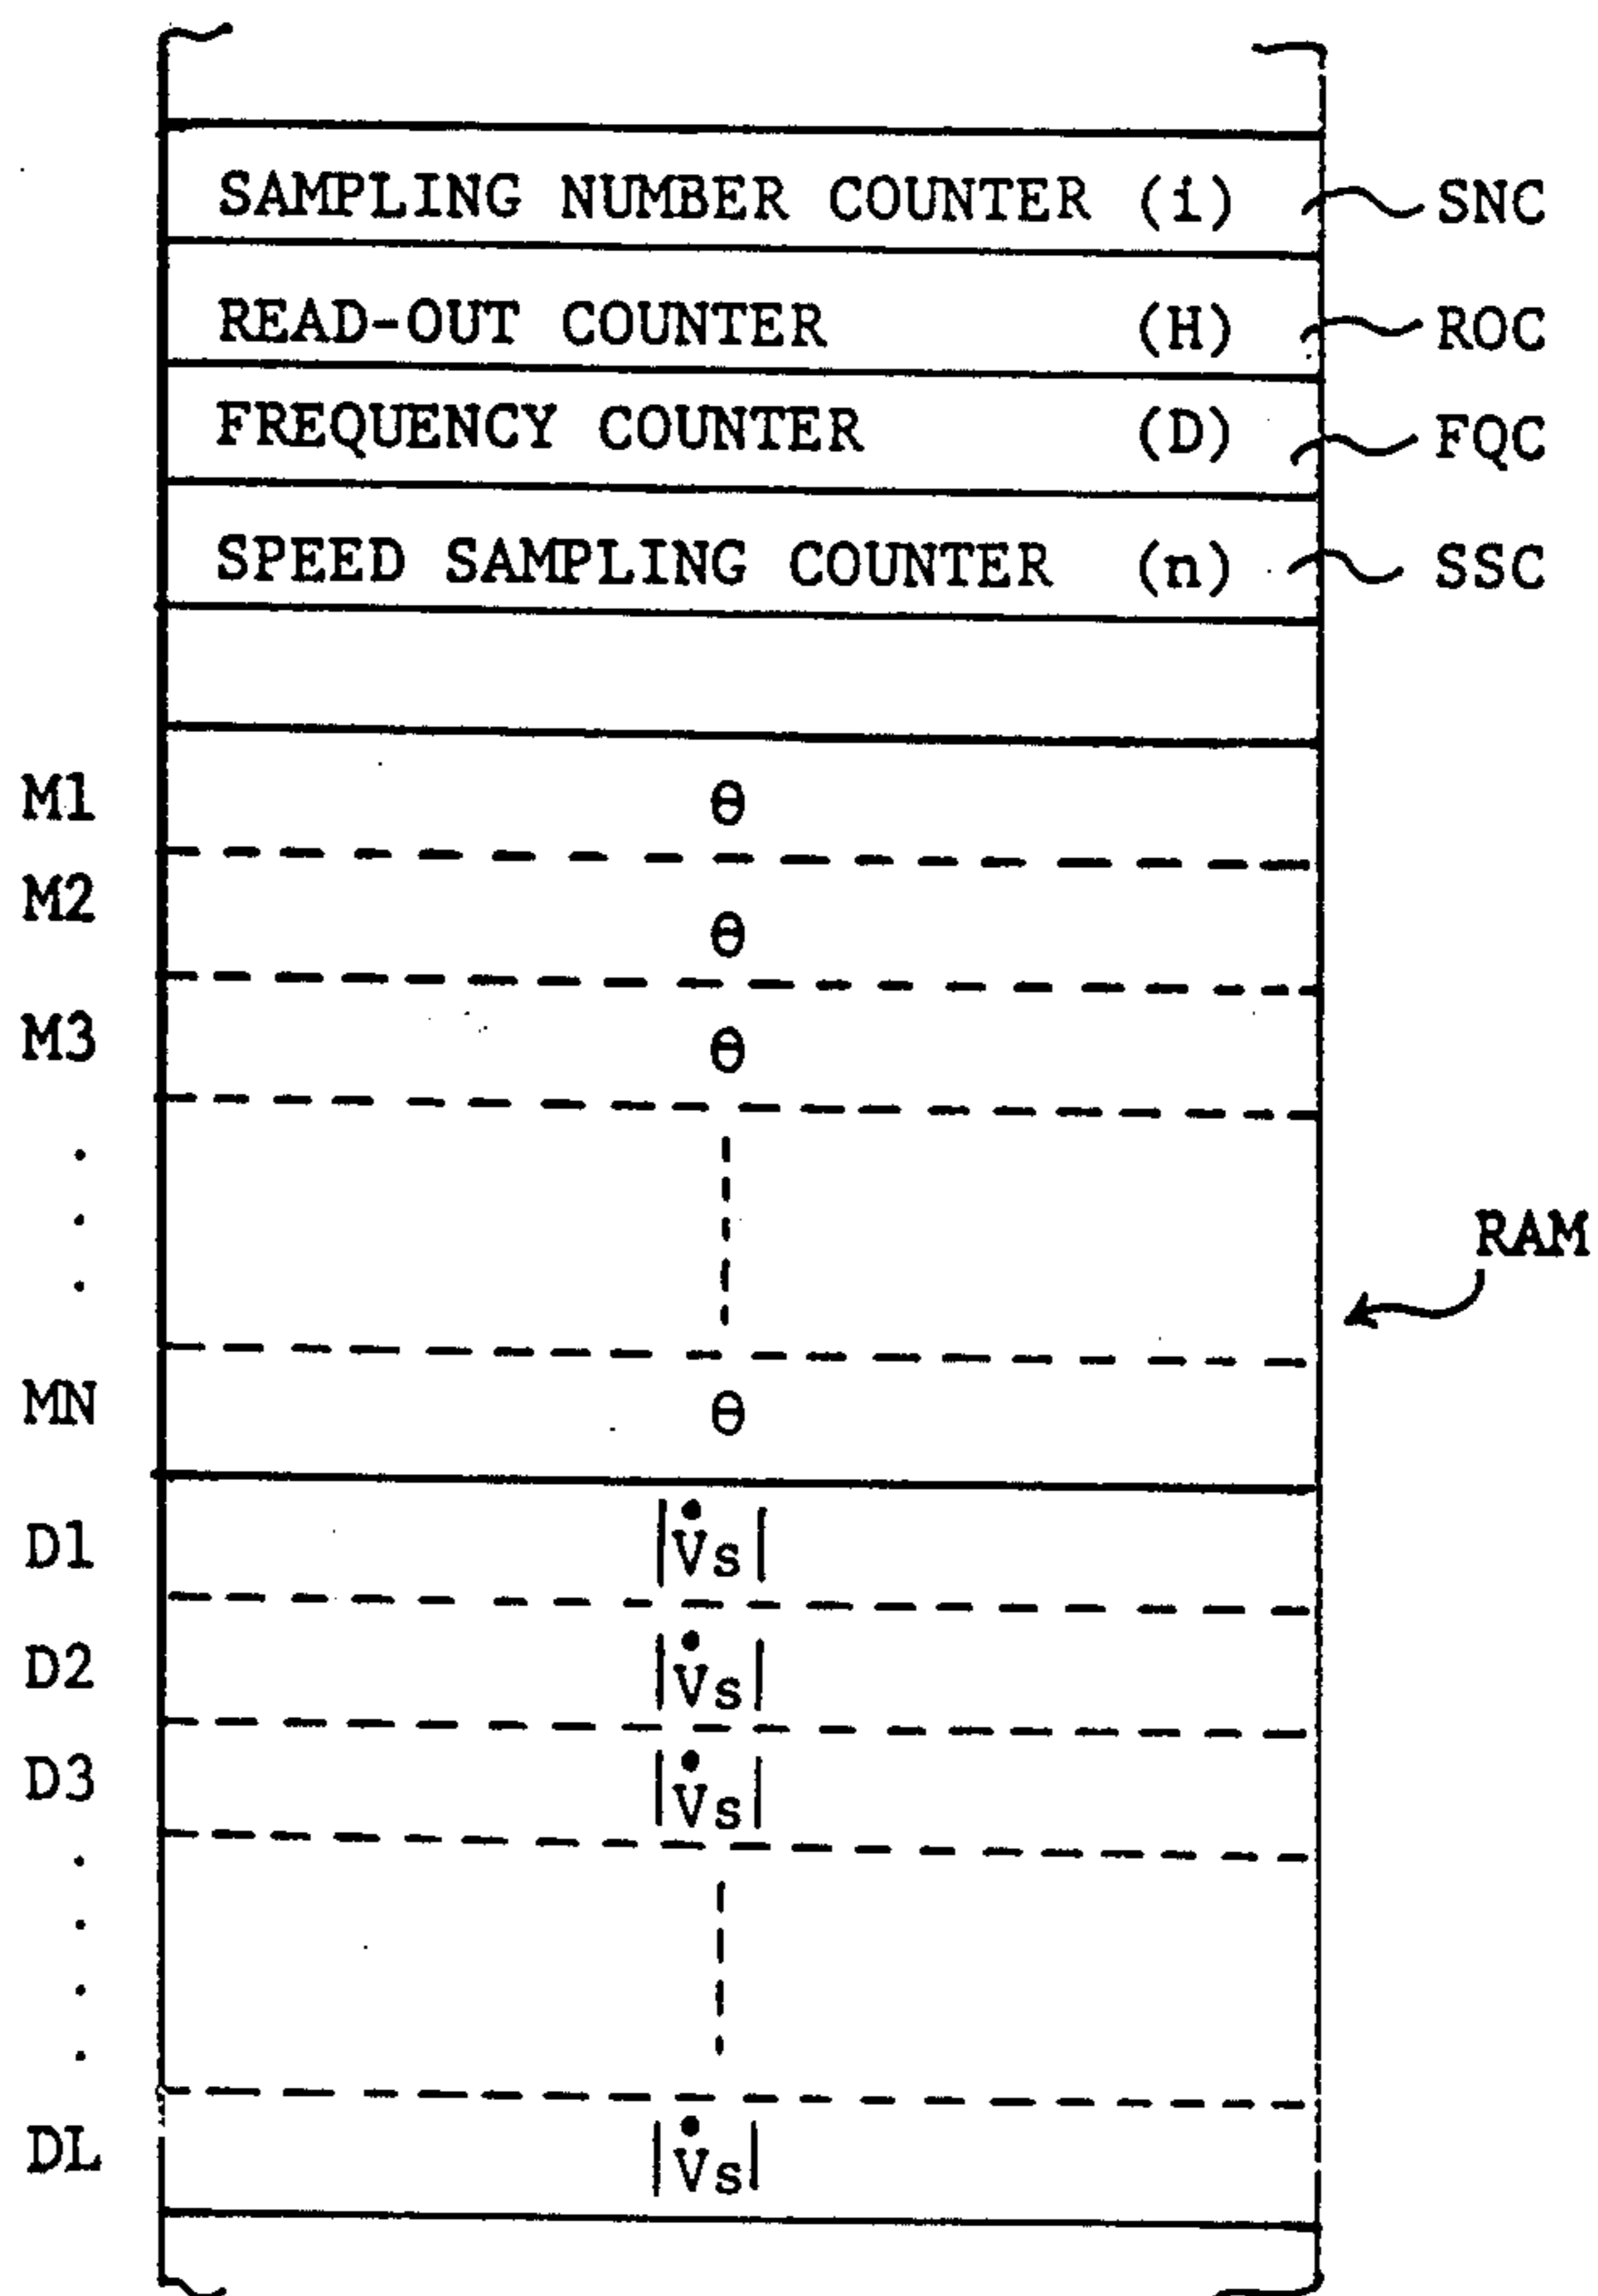 SAMPLING NUMBER COUNTER (i) SNC
READ-OUT COUNTER (H) ROC
FREQUENCY COUNTER (D) FQC
SPEED SAMPLING COUNTER (n) SSC
M1 θ
M2 θ
M3 θ
RAM
MN θ
D1 |V̇s|
D2 |V̇s|
D3 |V̇s|
DL |V̇s|